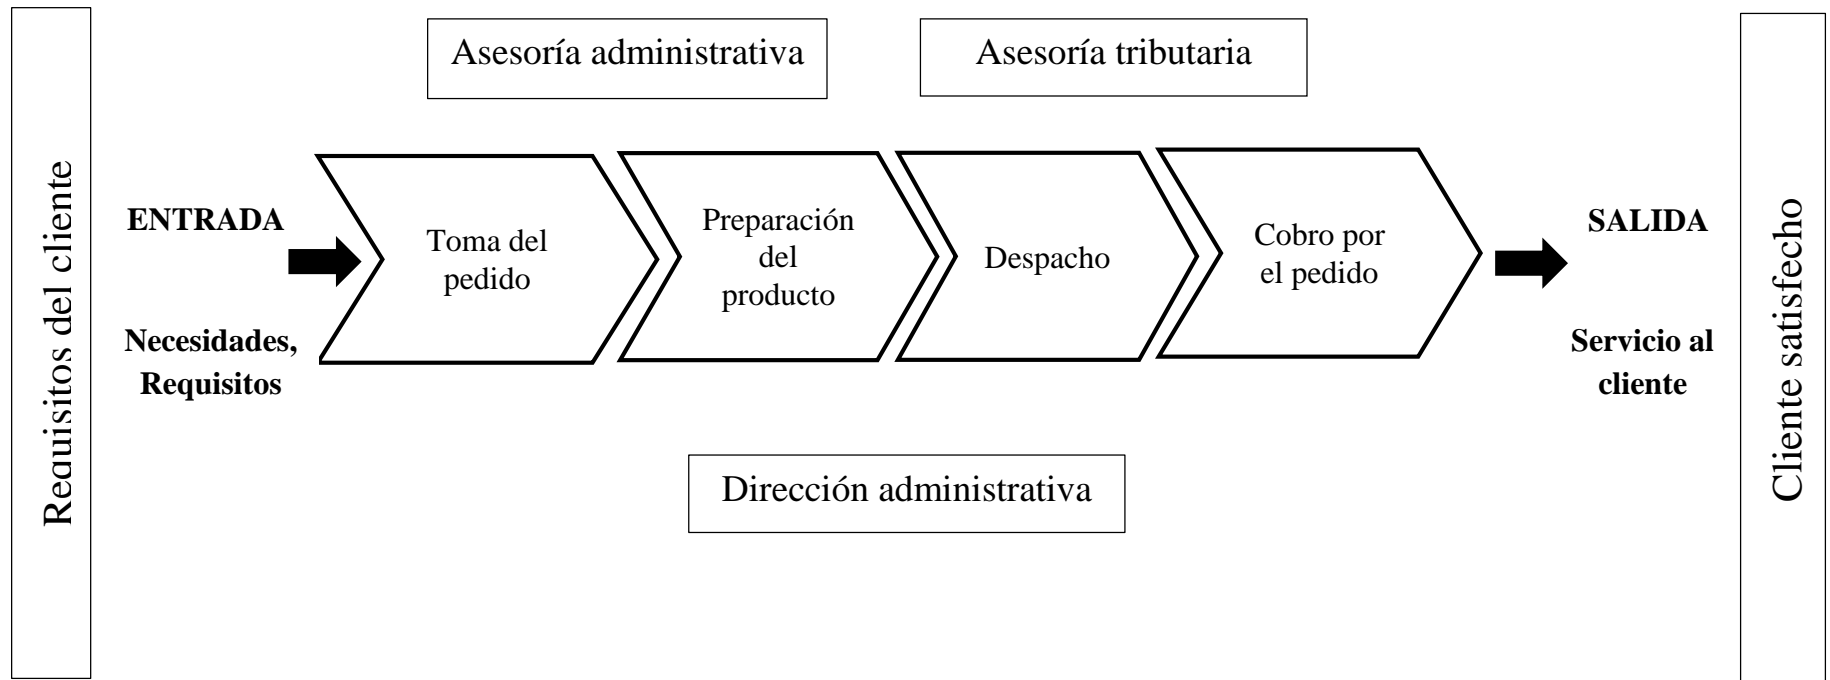 Requisitos del cliente
Asesoría administrativa
Asesoría tributaria
ENTRADA
Necesidades,
Requisitos
Toma del
pedido
Preparación
del
producto
Despacho
Cobro por
el pedido
SALIDA
Servicio al
cliente
Dirección administrativa
Cliente satisfecho